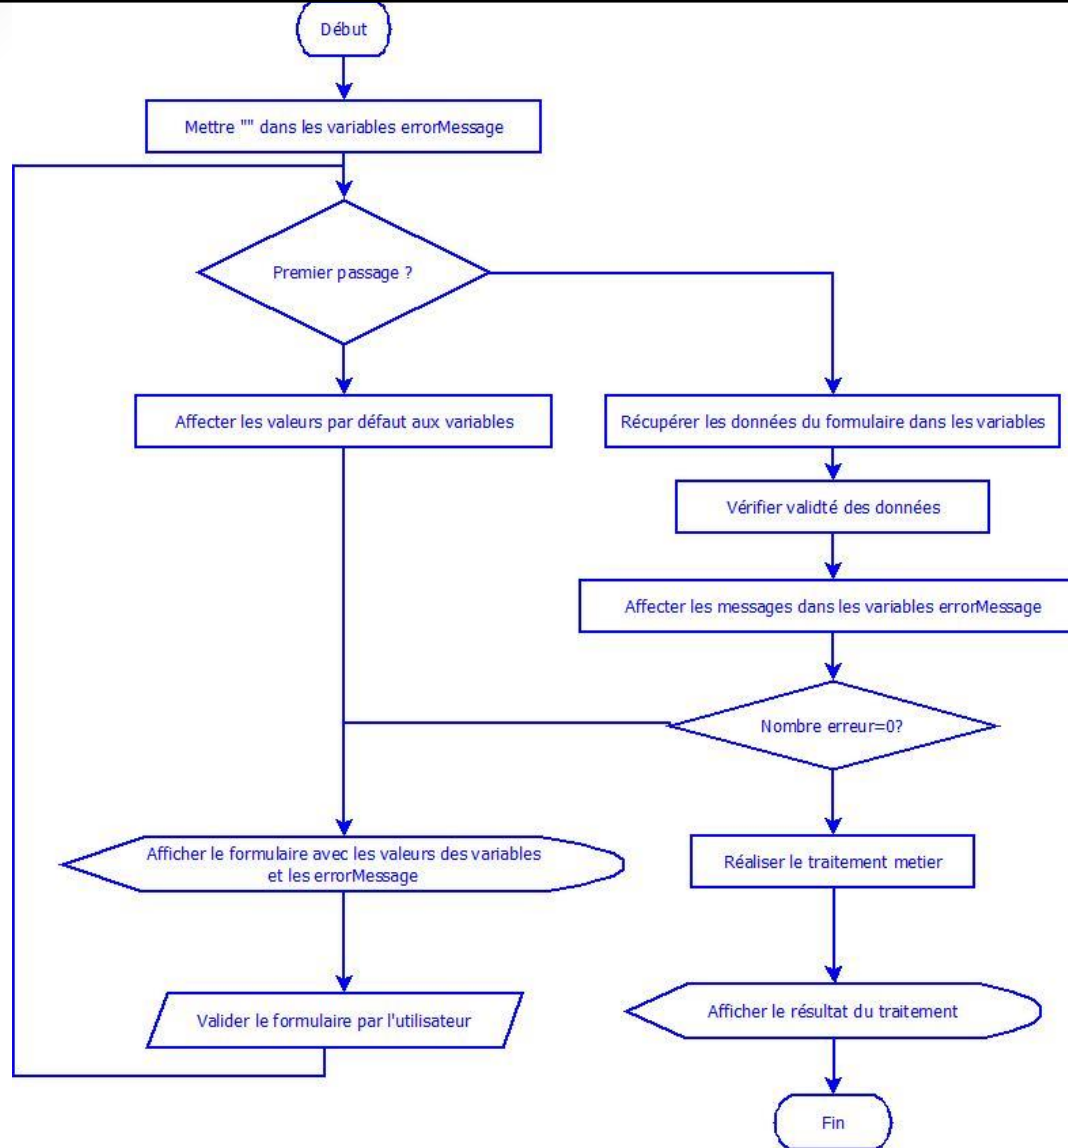 Début
Mettre "" dans les variables errorMessage
Premier passage ?
Affecter les valeurs par défaut aux variables
Récupérer les données du formulaire dans les variables
Vérifier validté des données
Affecter les messages dans les variables errorMessage
Nombre erreur=0?
Afficher le formulaire avec les valeurs des variables
et les errorMessage
Réaliser le traitement metier
Valider le formulaire par l'utilisateur
Afficher le résultat du traitement
Fin